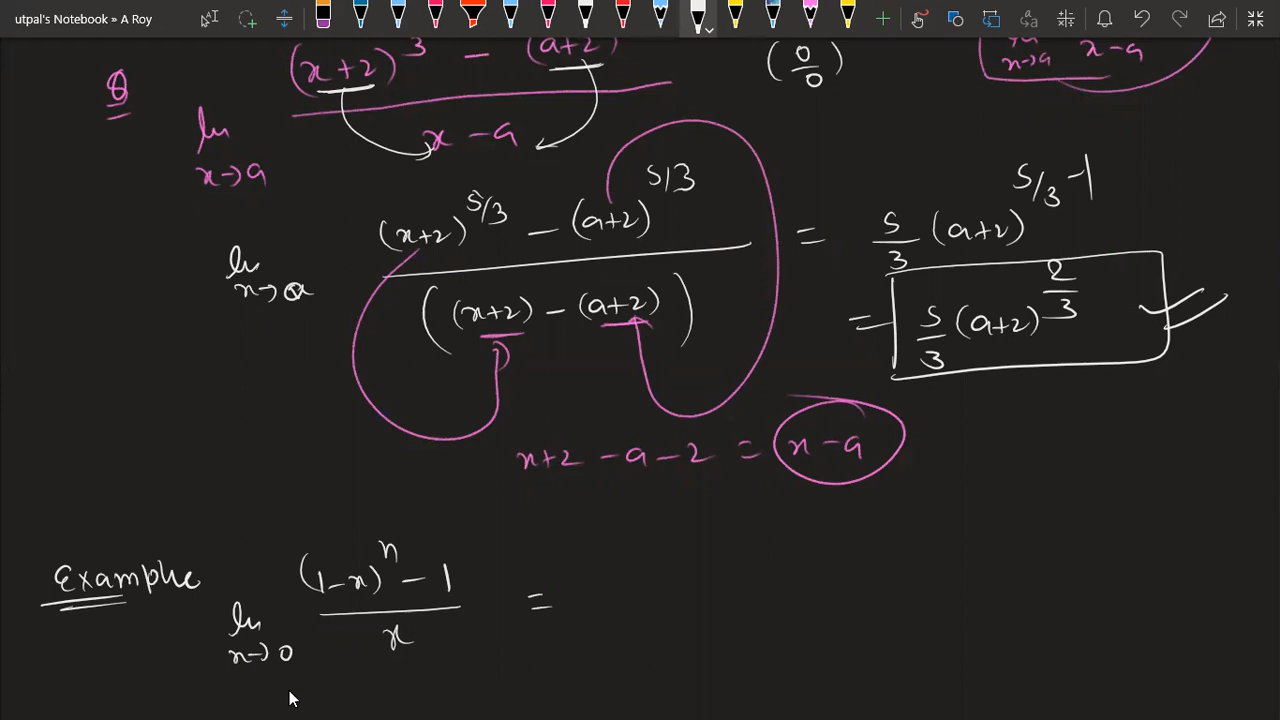 utpal's Notebook » A Roy
(x+2)^3 - (a+2)
(0/0)
x→a x-a
Q lim x→a
x - a
lim x→a ((x+2)^5/3 - (a+2)^5/3) / ((x+2) - (a+2)) = 5/3 (a+2)^5/3 -1
= 5/3 (a+2)^2/3
x+2 - a - 2 = x - a
Example lim x→0 ((1-x)^n - 1) / x =